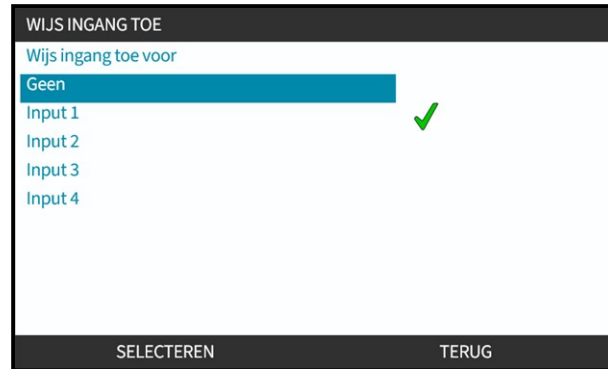 WIJS INGANG TOE
Wijs ingang toe voor
Geen
Input 1
Input 2
Input 3
Input 4
SELECTEREN TERUG